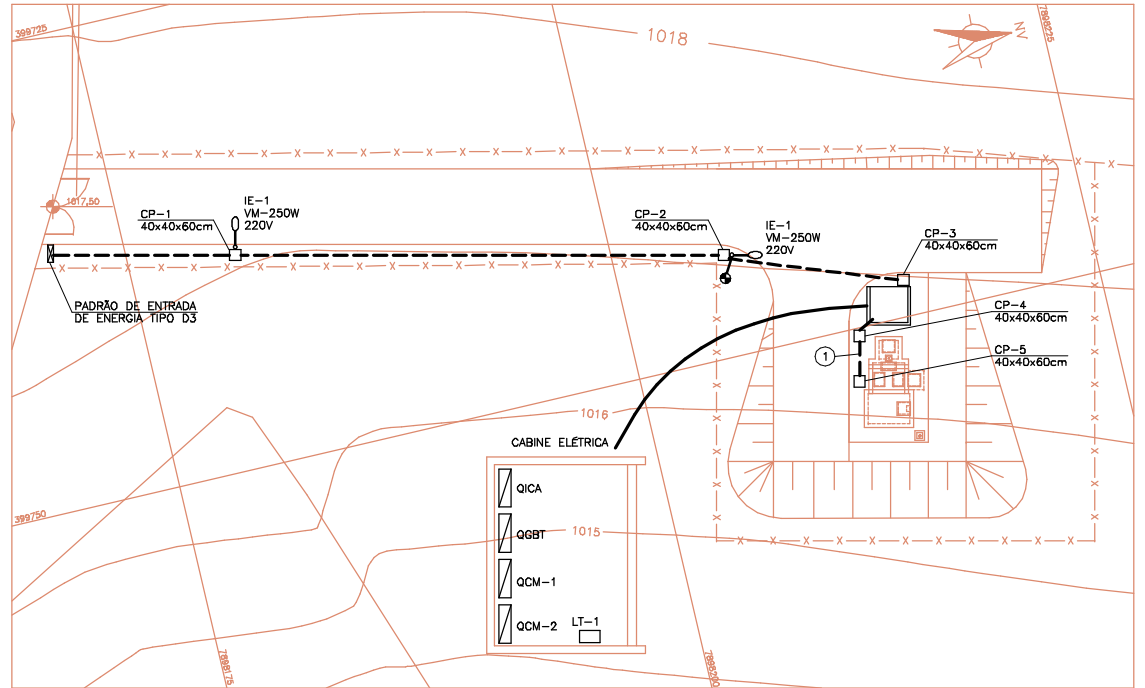 399725
1018
NV
7898225
1017,50
CP-1
40x40x60cm
IE-1
VM-250W
220V
CP-2
40x40x60cm
IE-1
VM-250W
220V
CP-3
40x40x60cm
PADRÃO DE ENTRADA
DE ENERGIA TIPO D3
CP-4
40x40x60cm
1
CP-5
40x40x60cm
1016
CABINE ELÉTRICA
QICA
399750
QGBT
1015
QCM-1
QCM-2
LT-1
7898175
7898200